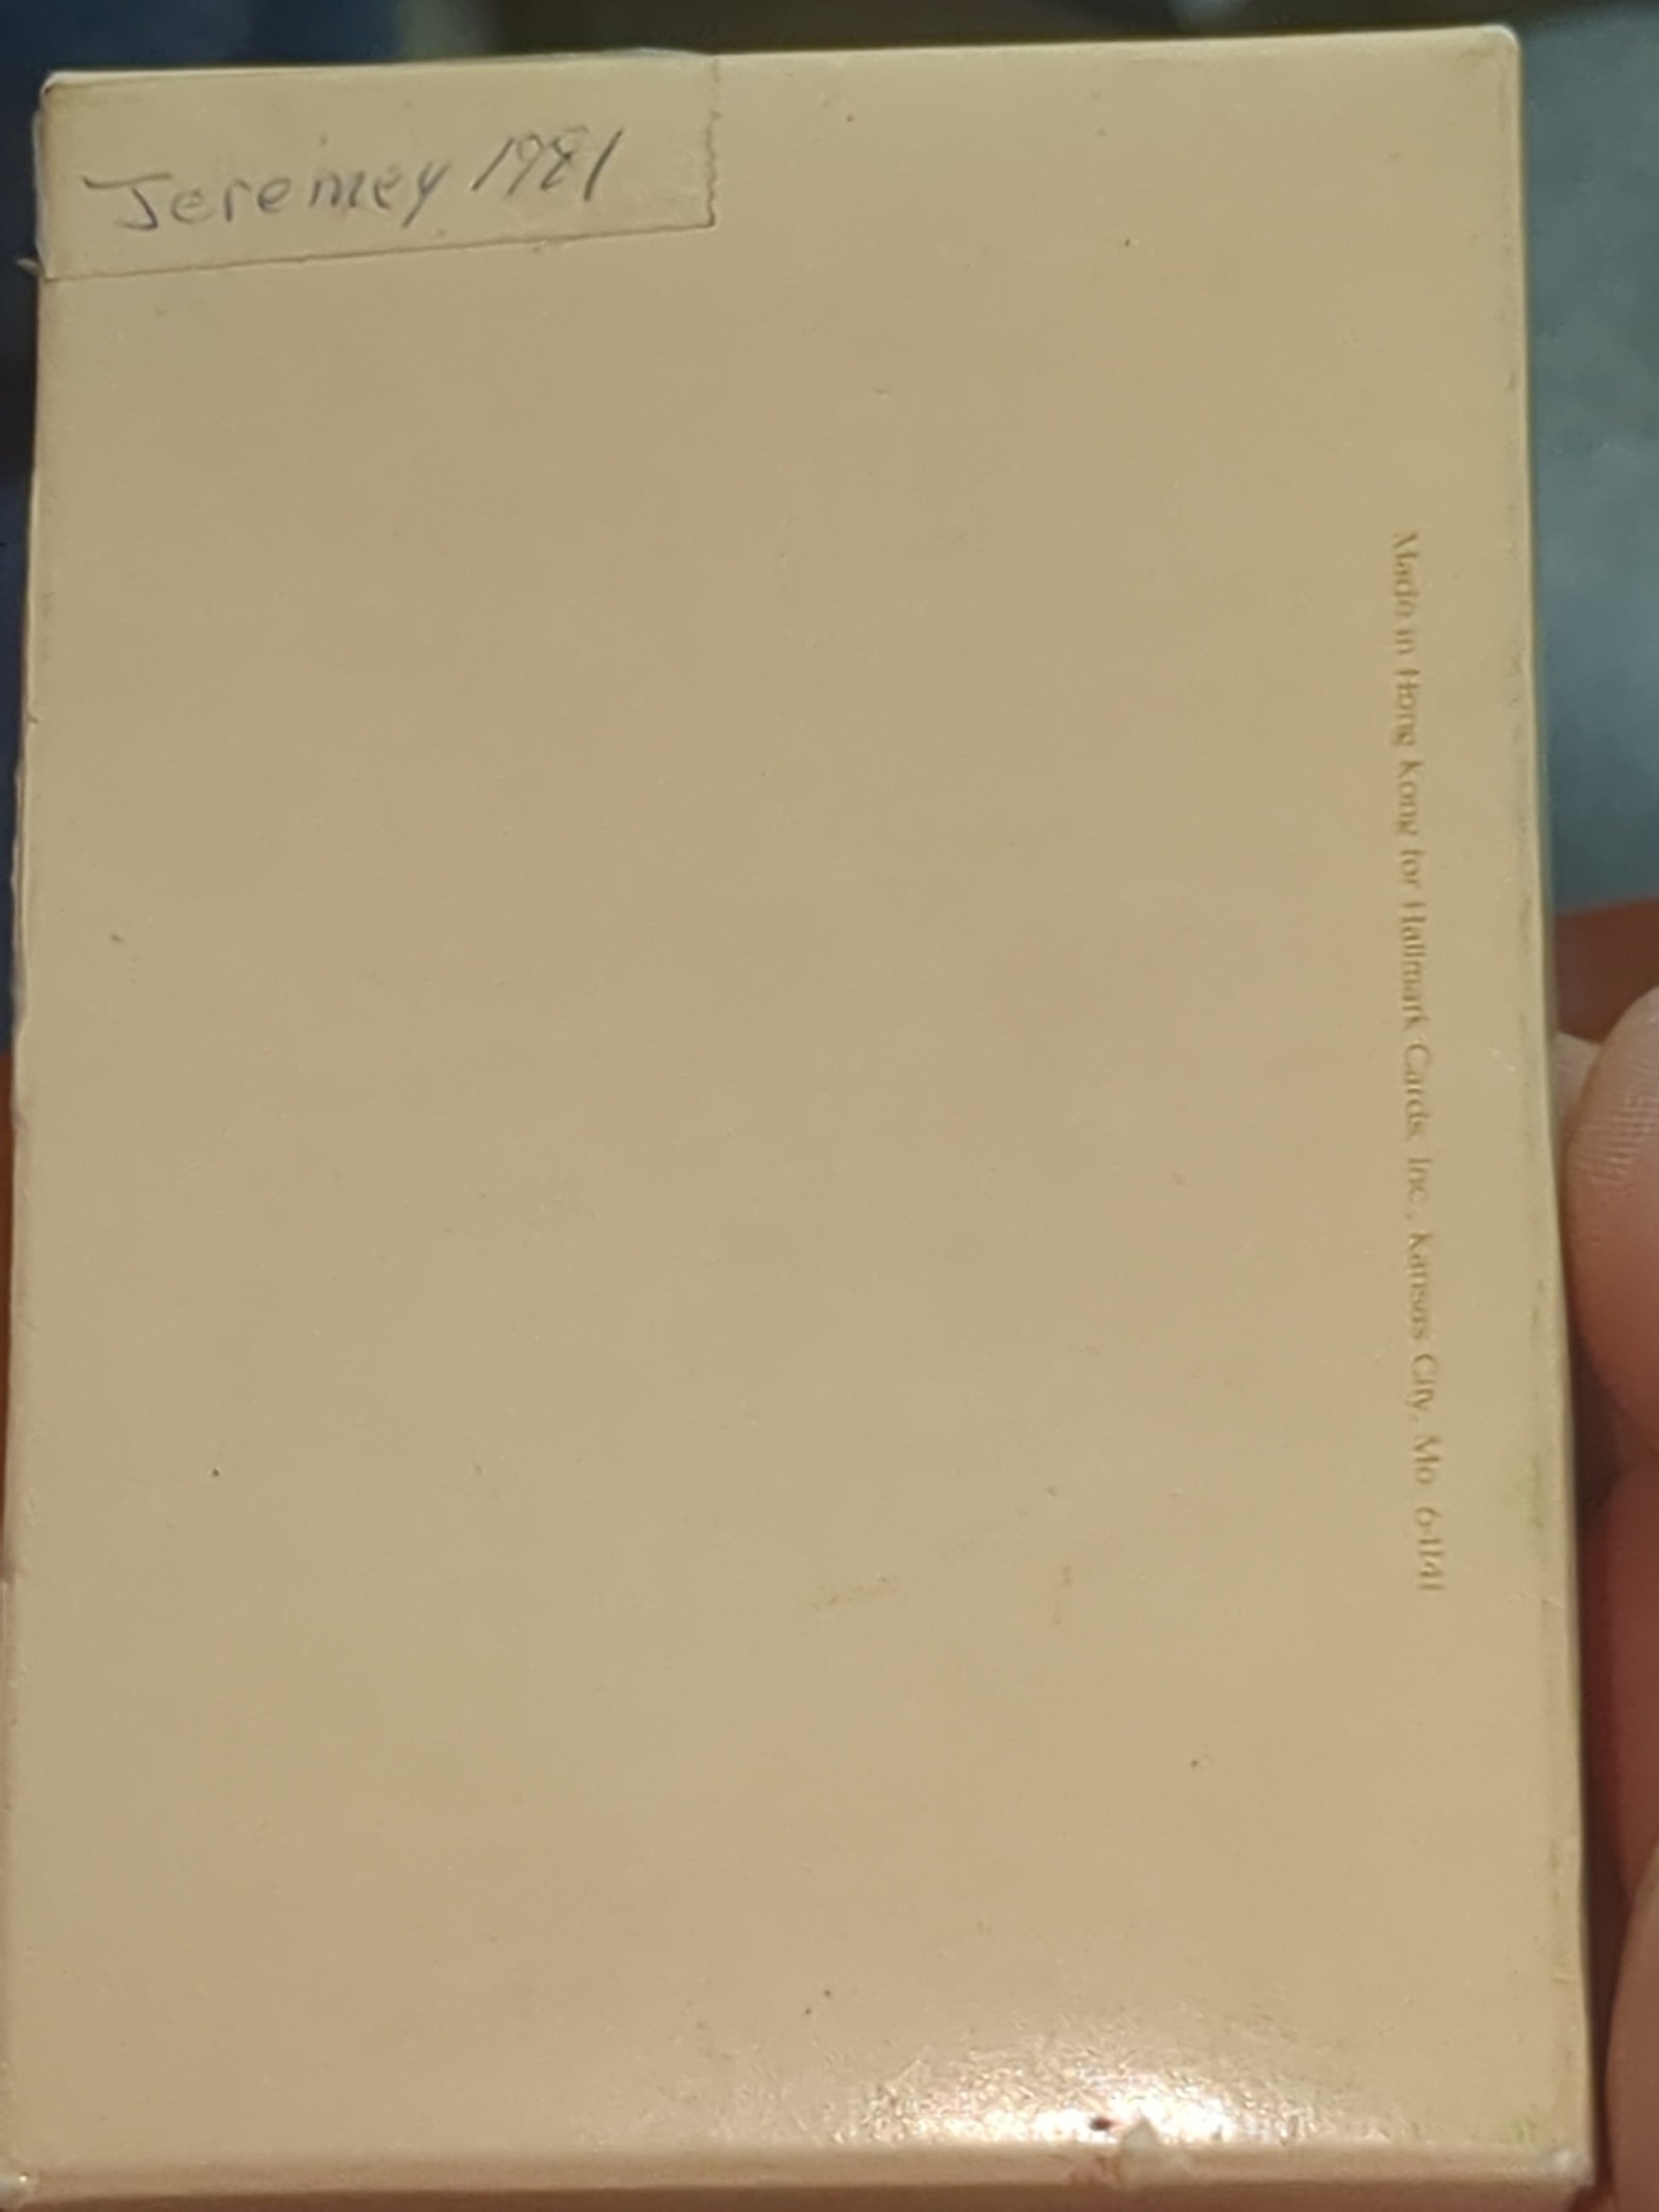 Jeremey 1981
Made in Hong Kong for Hallmark Cards, Inc., Kansas City, Mo. 64141